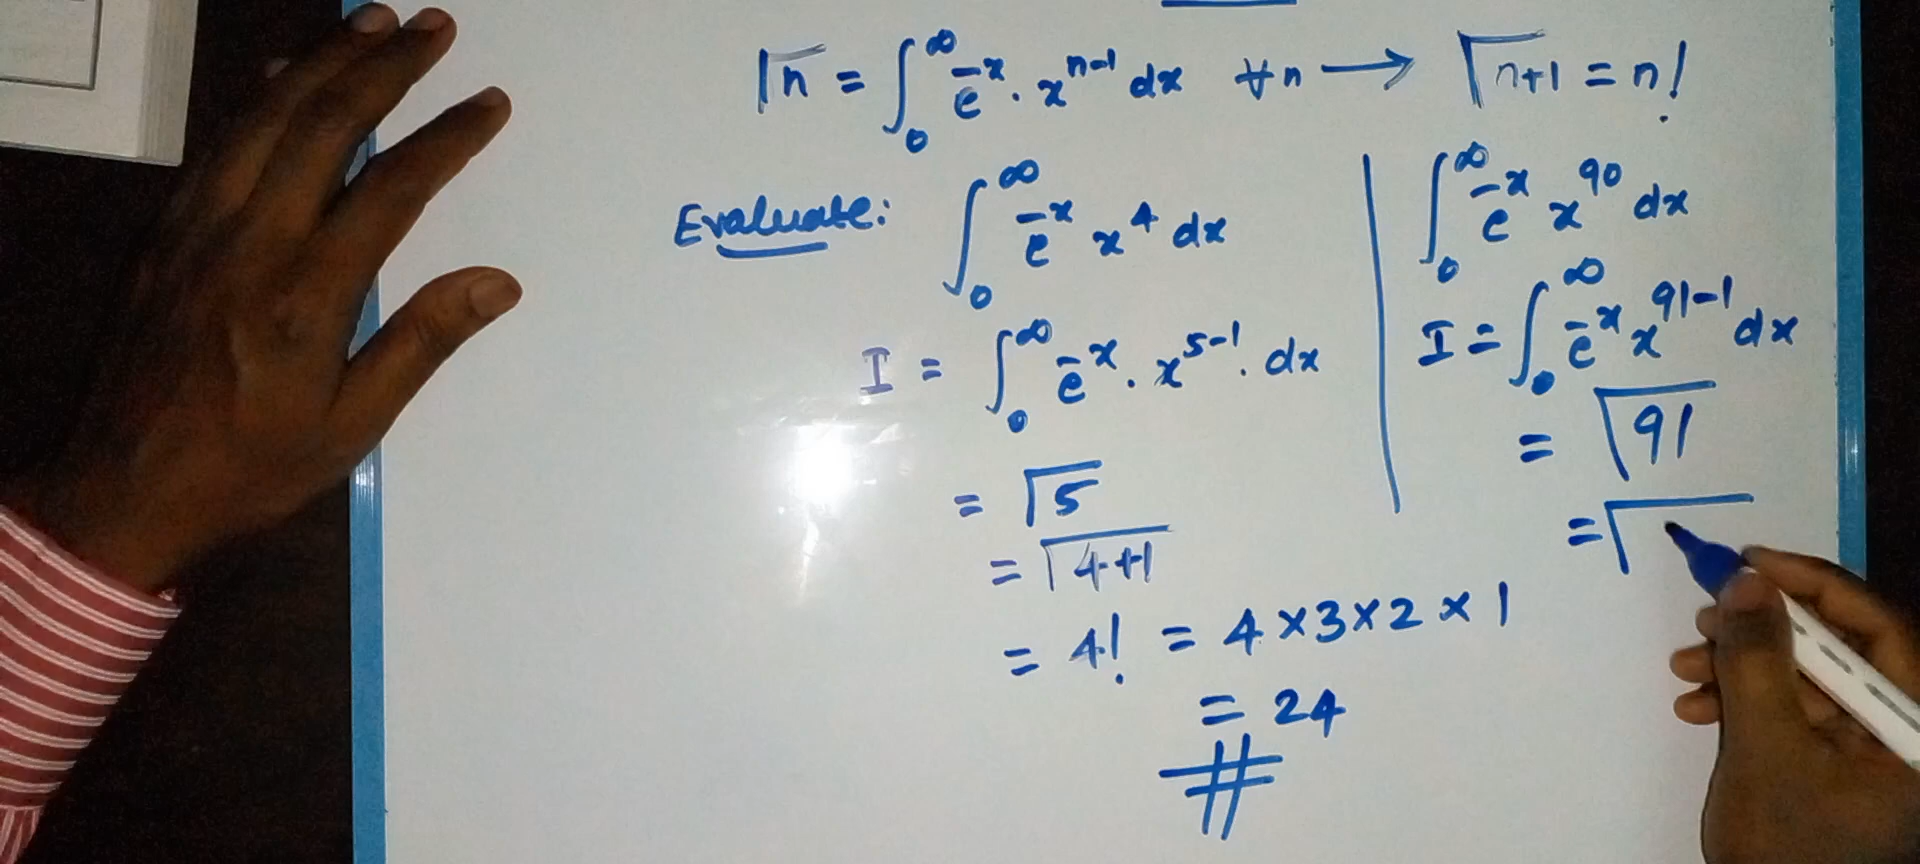 Γn = ∫₀^∞ e^-x . x^n-1 dx ∀n → Γn+1 = n!
Evaluate: ∫₀^∞ e^-x x^4 dx
I = ∫₀^∞ e^-x . x^5-1 . dx
= Γ5
= Γ4+1
= 4! = 4 × 3 × 2 × 1
= 24
∫₀^∞ e^-x x^90 dx
I = ∫₀^∞ e^-x x^91-1 dx
= Γ91
= Γ